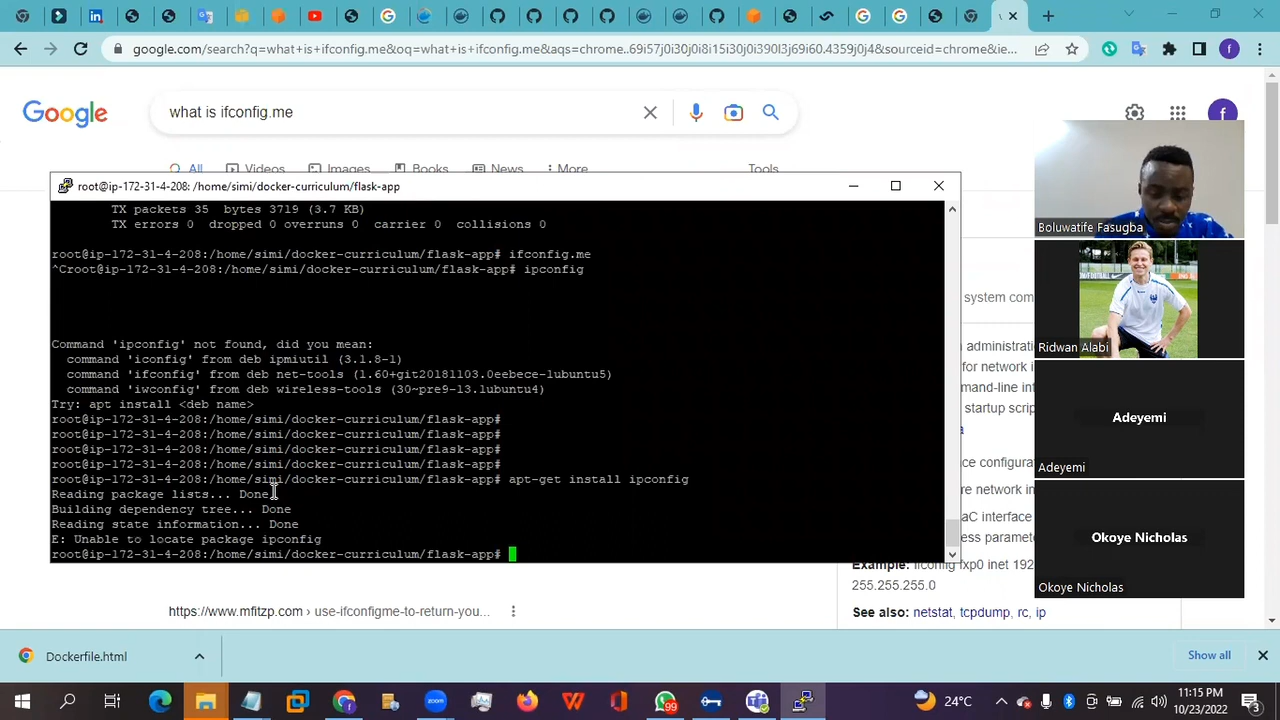 google.com/search?q=what+is+ifconfig.me&oq=what+is+ifconfig.me&aqs=chrome..69i57j0i30j0i8i15i30j0i390l3j69i60.4359j0j4&sourceid=chrome&ie...
Google
what is ifconfig.me
All
Videos
Images
Books
News
More
Tools
root@ip-172-31-4-208: /home/simi/docker-curriculum/flask-app
TX packets 35  bytes 3719 (3.7 KB)
TX errors 0  dropped 0 overruns 0  carrier 0  collisions 0
root@ip-172-31-4-208:/home/simi/docker-curriculum/flask-app# ifconfig.me
^Croot@ip-172-31-4-208:/home/simi/docker-curriculum/flask-app# ipconfig
Command 'ipconfig' not found, did you mean:
command 'iconfig' from deb ipmiutil (3.1.8-1)
command 'ifconfig' from deb net-tools (1.60+git20181103.0eebece-1ubuntu5)
command 'iwconfig' from deb wireless-tools (30~pre9-13.1ubuntu4)
Try: apt install <deb name>
root@ip-172-31-4-208:/home/simi/docker-curriculum/flask-app#
root@ip-172-31-4-208:/home/simi/docker-curriculum/flask-app#
root@ip-172-31-4-208:/home/simi/docker-curriculum/flask-app#
root@ip-172-31-4-208:/home/simi/docker-curriculum/flask-app#
root@ip-172-31-4-208:/home/simi/docker-curriculum/flask-app# apt-get install ipconfig
Reading package lists... Done
Building dependency tree... Done
Reading state information... Done
E: Unable to locate package ipconfig
root@ip-172-31-4-208:/home/simi/docker-curriculum/flask-app#
system com
administratio
mmand-line inf
startup scrip
ce configurati
re network in
aC interface
ess paramete
Example: ifconfig fxp0 inet 192
255.255.255.0
See also: netstat, tcpdump, rc, ip
https://www.mfitzp.com › use-ifconfigme-to-return-you...
Boluwatife Fasugba
Ridwan Alabi
Adeyemi
Adeyemi
Okoye Nicholas
Okoye Nicholas
Dockerfile.html
Show all
zoom
99
24°C
11:15 PM
10/23/2022
3